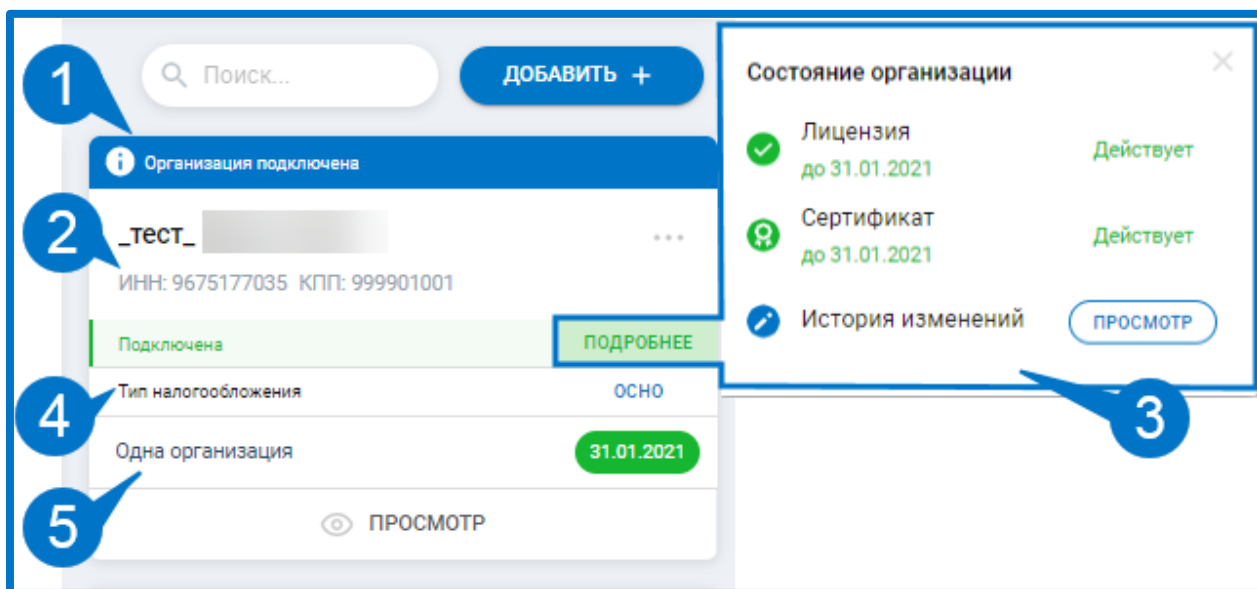 1
Поиск...
ДОБАВИТЬ +
Организация подключена
2
_тест_
...
ИНН: 9675177035 КПП: 999901001
Подключена
ПОДРОБНЕЕ
4
Тип налогообложения
ОСНО
5
Одна организация
31.01.2021
ПРОСМОТР
Состояние организации
Лицензия
до 31.01.2021
Действует
Сертификат
до 31.01.2021
Действует
История изменений
ПРОСМОТР
3